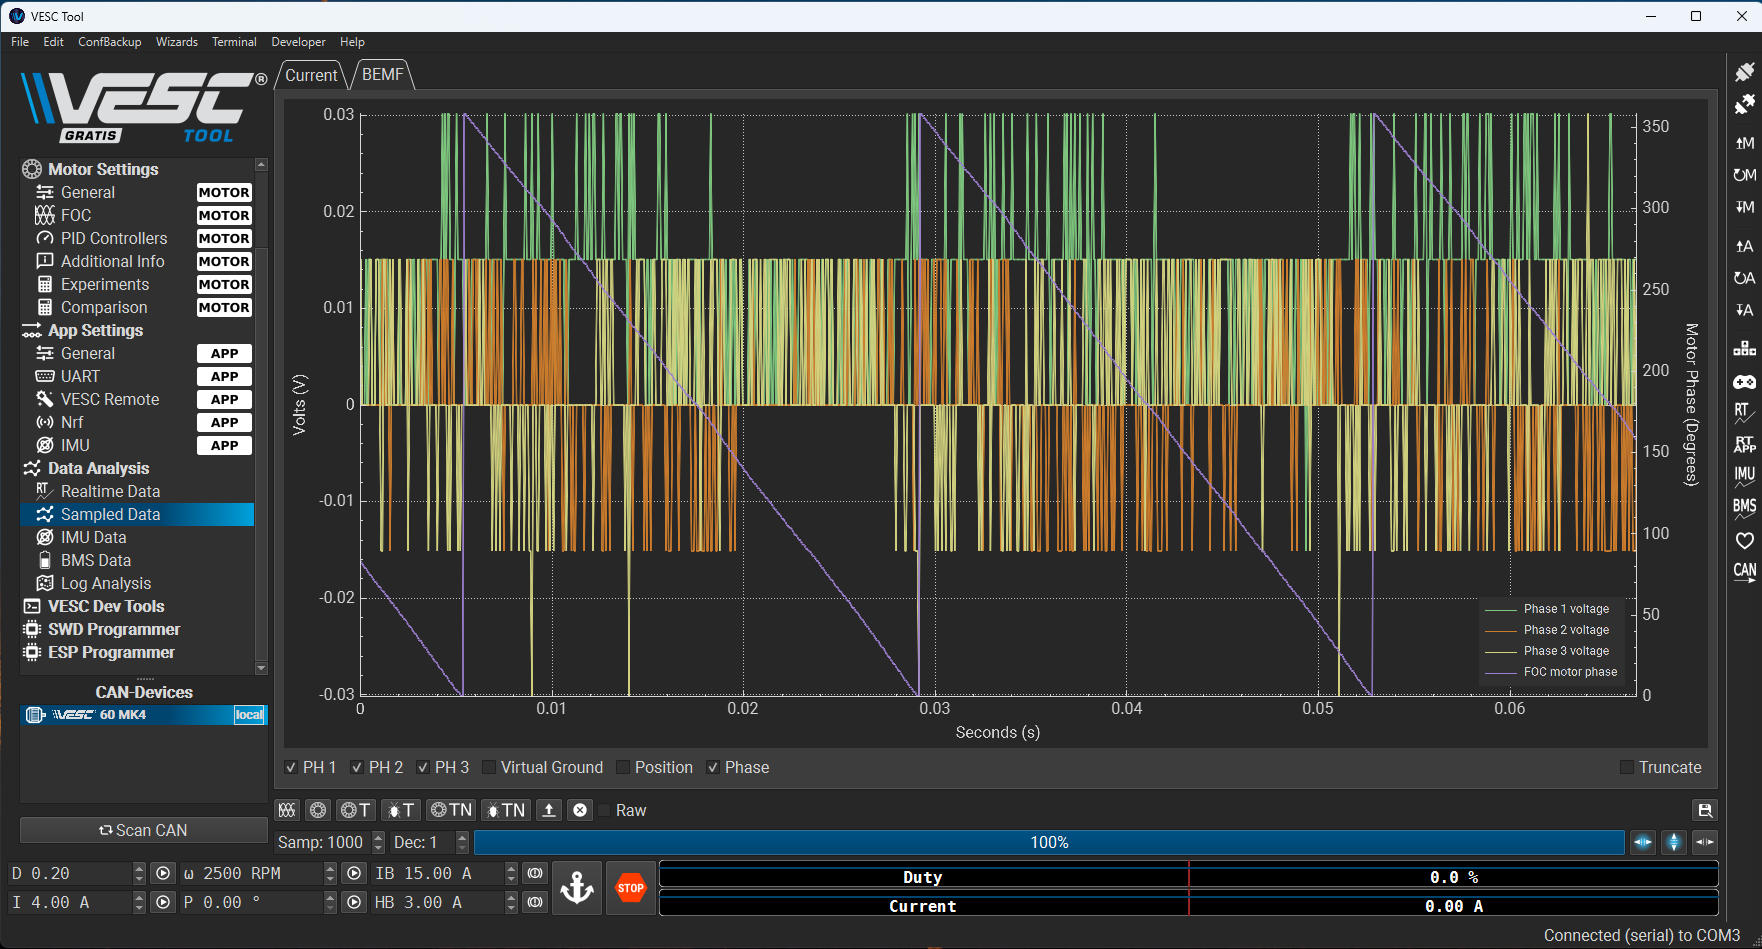 VESC Tool
File Edit ConfBackup Wizards Terminal Developer Help
VESC®
GRATIS TOOL
Motor Settings
General MOTOR
FOC MOTOR
PID Controllers MOTOR
Additional Info MOTOR
Experiments MOTOR
Comparison MOTOR
App Settings
General APP
UART APP
VESC Remote APP
Nrf APP
IMU APP
Data Analysis
RT Realtime Data
Sampled Data
IMU Data
BMS Data
Log Analysis
VESC Dev Tools
SWD Programmer
ESP Programmer
CAN-Devices
VESC 60 MK4 local
Scan CAN
Current BEMF
0.03
0.02
0.01
0
-0.01
-0.02
-0.03
Volts (V)
0 0.01 0.02 0.03 0.04 0.05 0.06
Seconds (s)
350
300
250
200
150
100
50
0
Motor Phase (Degrees)
Phase 1 voltage
Phase 2 voltage
Phase 3 voltage
FOC motor phase
PH 1 PH 2 PH 3 Virtual Ground Position Phase Truncate
T T TN TN Raw
Samp: 1000 Dec: 1 100%
D 0.20 ω 2500 RPM IB 15.00 A
I 4.00 A P 0.00 ° HB 3.00 A
STOP
Duty 0.0 %
Current 0.00 A
M
M
M
A
A
A
RT
RT APP
IMU
BMS
CAN
Connected (serial) to COM3